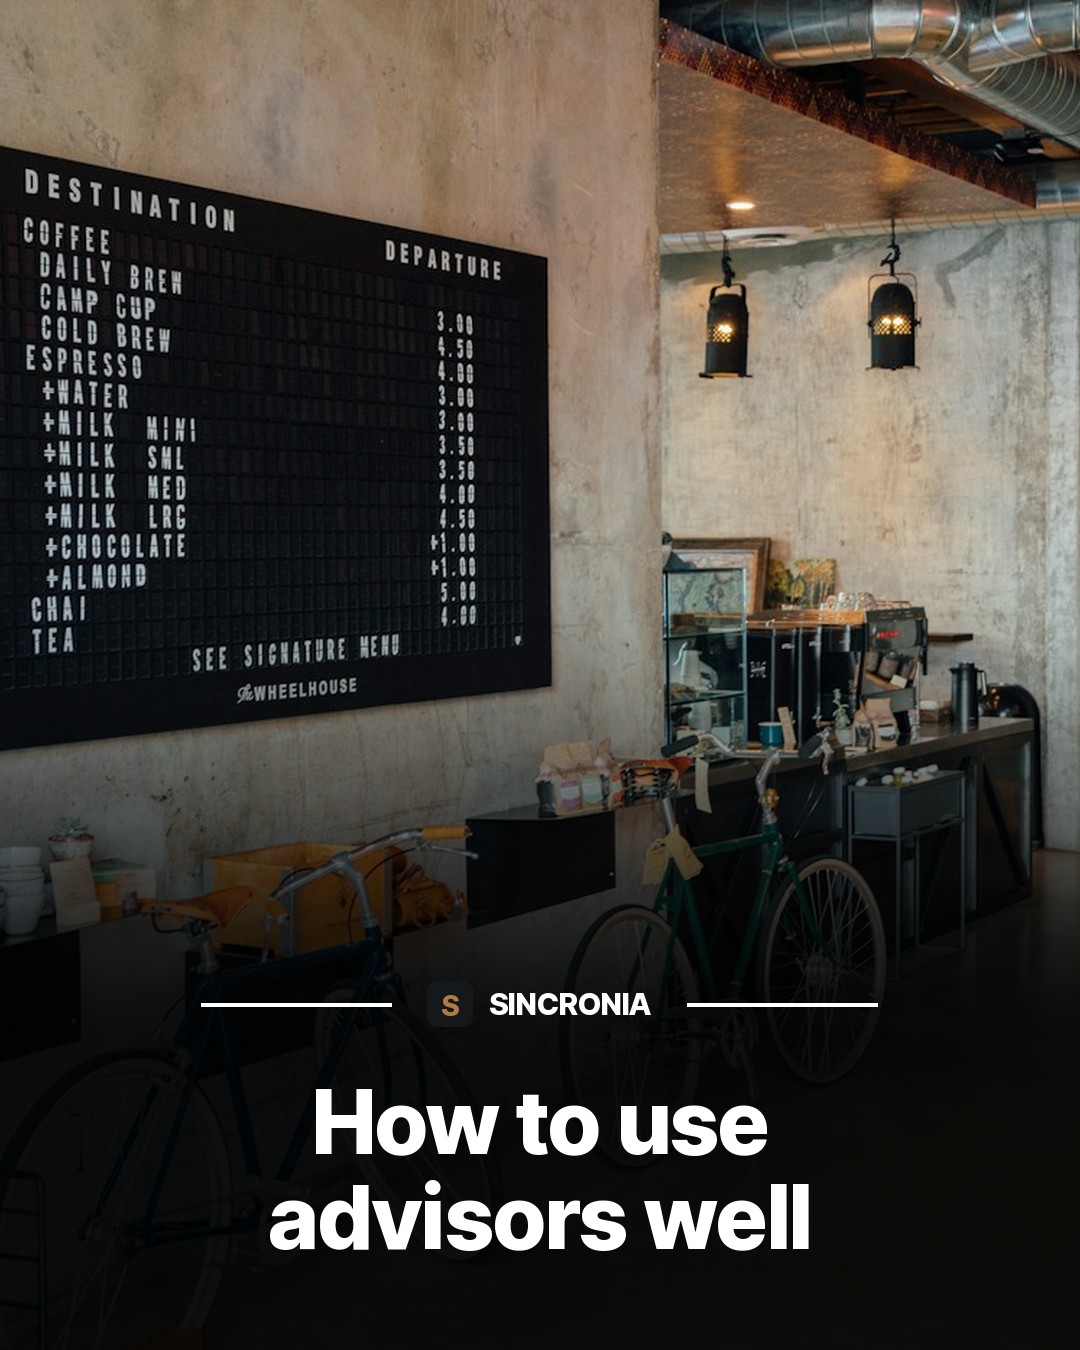 DESTINATION
DEPARTURE
COFFEE
DAILY BREW 3.00
CAMP CUP 4.50
COLD BREW 4.00
ESPRESSO 3.00
+WATER 3.00
+MILK MINI 3.50
+MILK SML 3.50
+MILK MED 4.00
+MILK LRG 4.50
+CHOCOLATE +1.00
+ALMOND +1.00
CHAI 5.00
TEA 4.00
SEE SIGNATURE MENU
The WHEELHOUSE
S SINCRONIA
How to use
advisors well